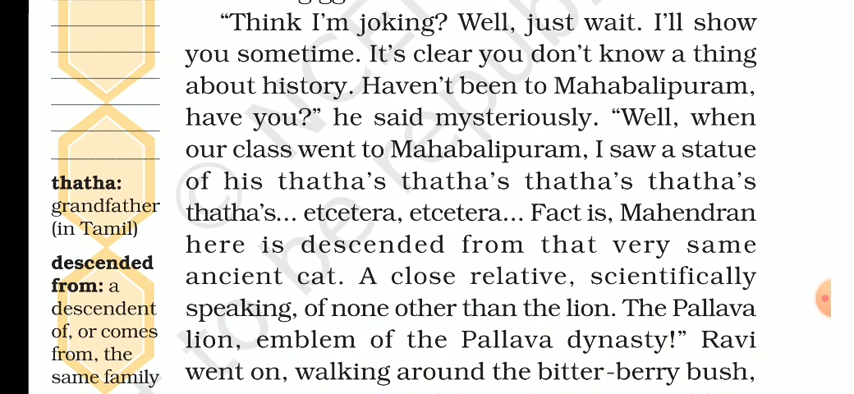 “Think I’m joking? Well, just wait. I’ll show
you sometime. It’s clear you don’t know a thing
about history. Haven’t been to Mahabalipuram,
have you?” he said mysteriously. “Well, when
our class went to Mahabalipuram, I saw a statue
of his thatha’s thatha’s thatha’s thatha’s
thatha’s... etcetera, etcetera... Fact is, Mahendran
here is descended from that very same
ancient cat. A close relative, scientifically
speaking, of none other than the lion. The Pallava
lion, emblem of the Pallava dynasty!” Ravi
went on, walking around the bitter-berry bush,
thatha:
grandfather
(in Tamil)
descended
from: a
descendent
of, or comes
from, the
same family
© NCE
to be republi